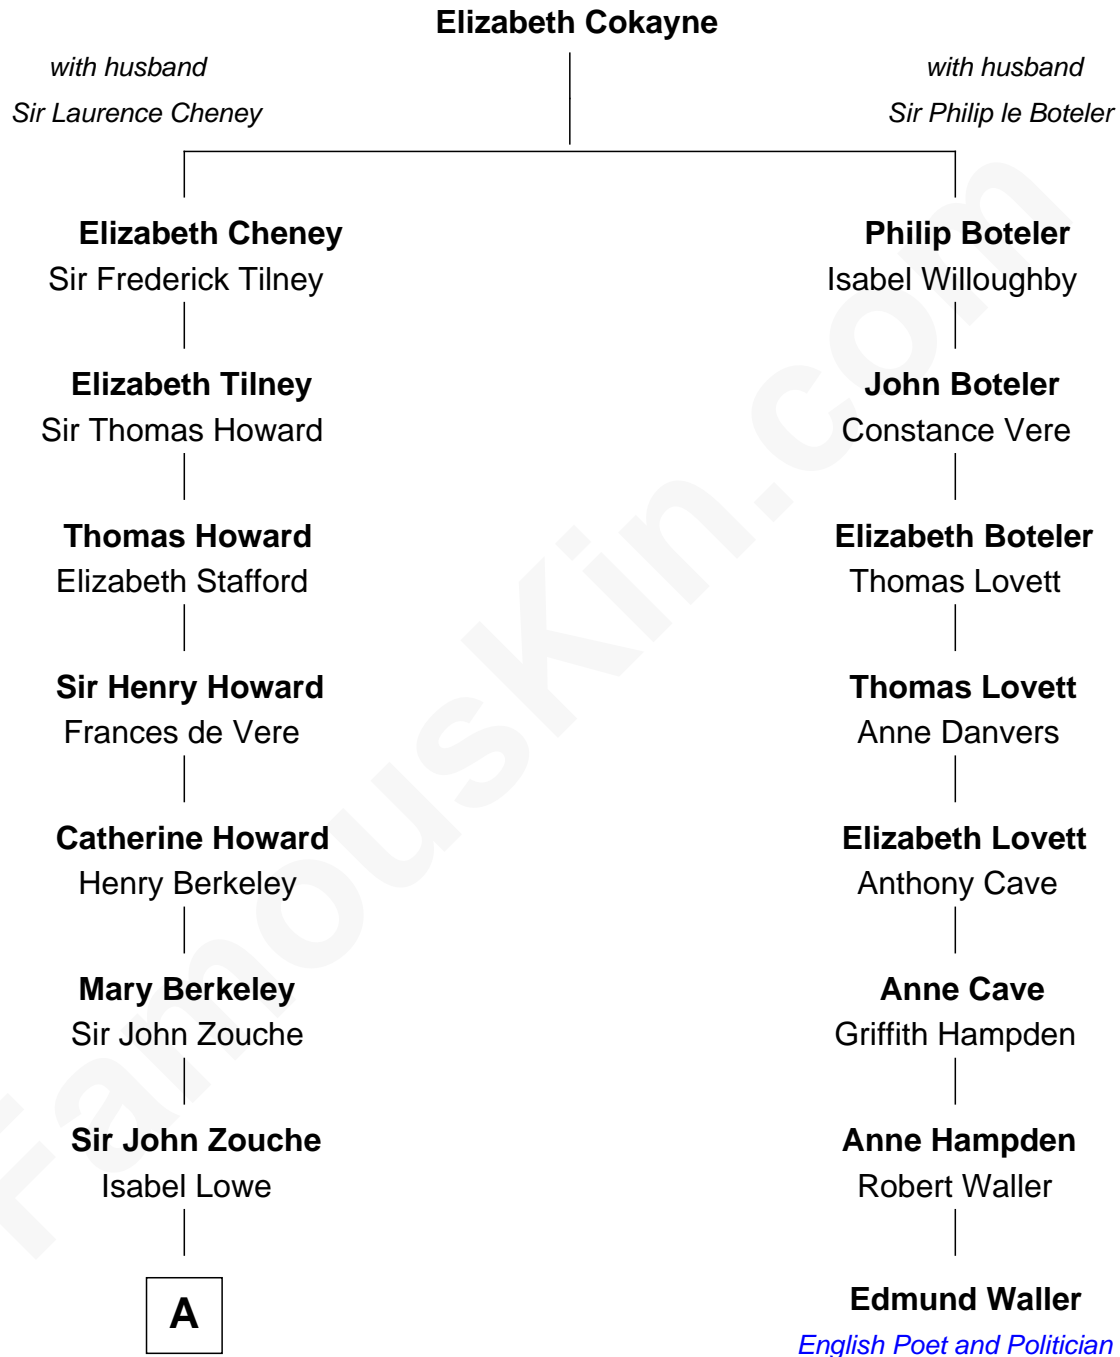 Elizabeth Cokayne
with husband
Sir Laurence Cheney
with husband
Sir Philip le Boteler
Elizabeth Cheney
Sir Frederick Tilney
Philip Boteler
Isabel Willoughby
Elizabeth Tilney
Sir Thomas Howard
John Boteler
Constance Vere
Thomas Howard
Elizabeth Stafford
Elizabeth Boteler
Thomas Lovett
Sir Henry Howard
Frances de Vere
Thomas Lovett
Anne Danvers
Catherine Howard
Henry Berkeley
Elizabeth Lovett
Anthony Cave
Mary Berkeley
Sir John Zouche
Anne Cave
Griffith Hampden
Sir John Zouche
Isabel Lowe
Anne Hampden
Robert Waller
A
Edmund Waller
English Poet and Politician
FamousKin.com